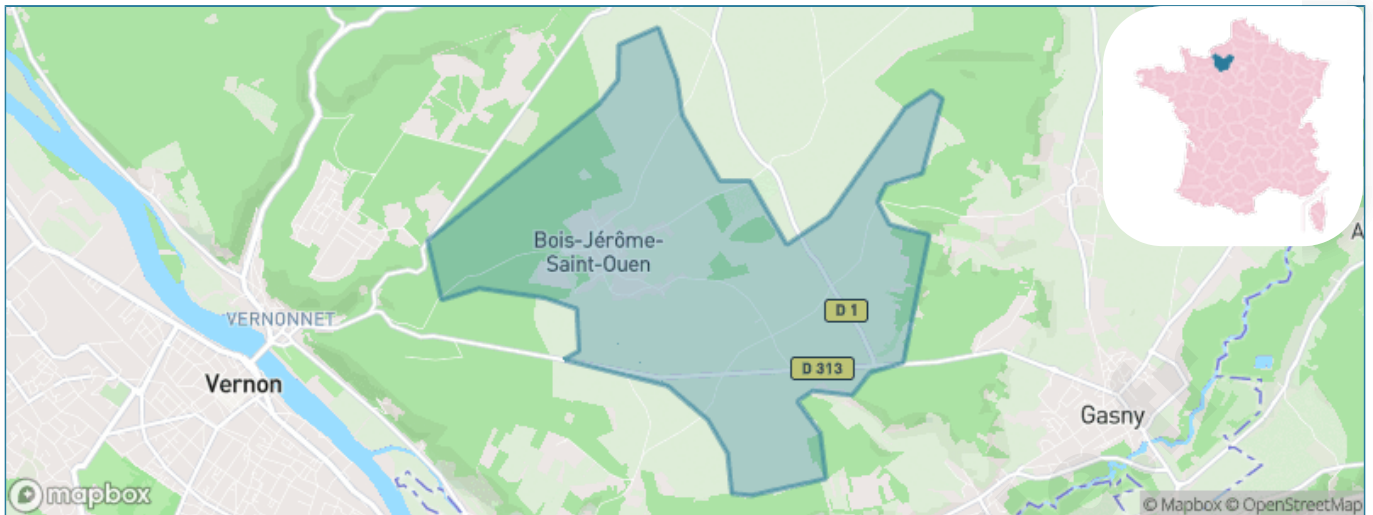 Bois-Jérôme-
Saint-Ouen
A
D 1
VERNONNET
D 313
Vernon
Gasny
mapbox
© Mapbox © OpenStreetMap